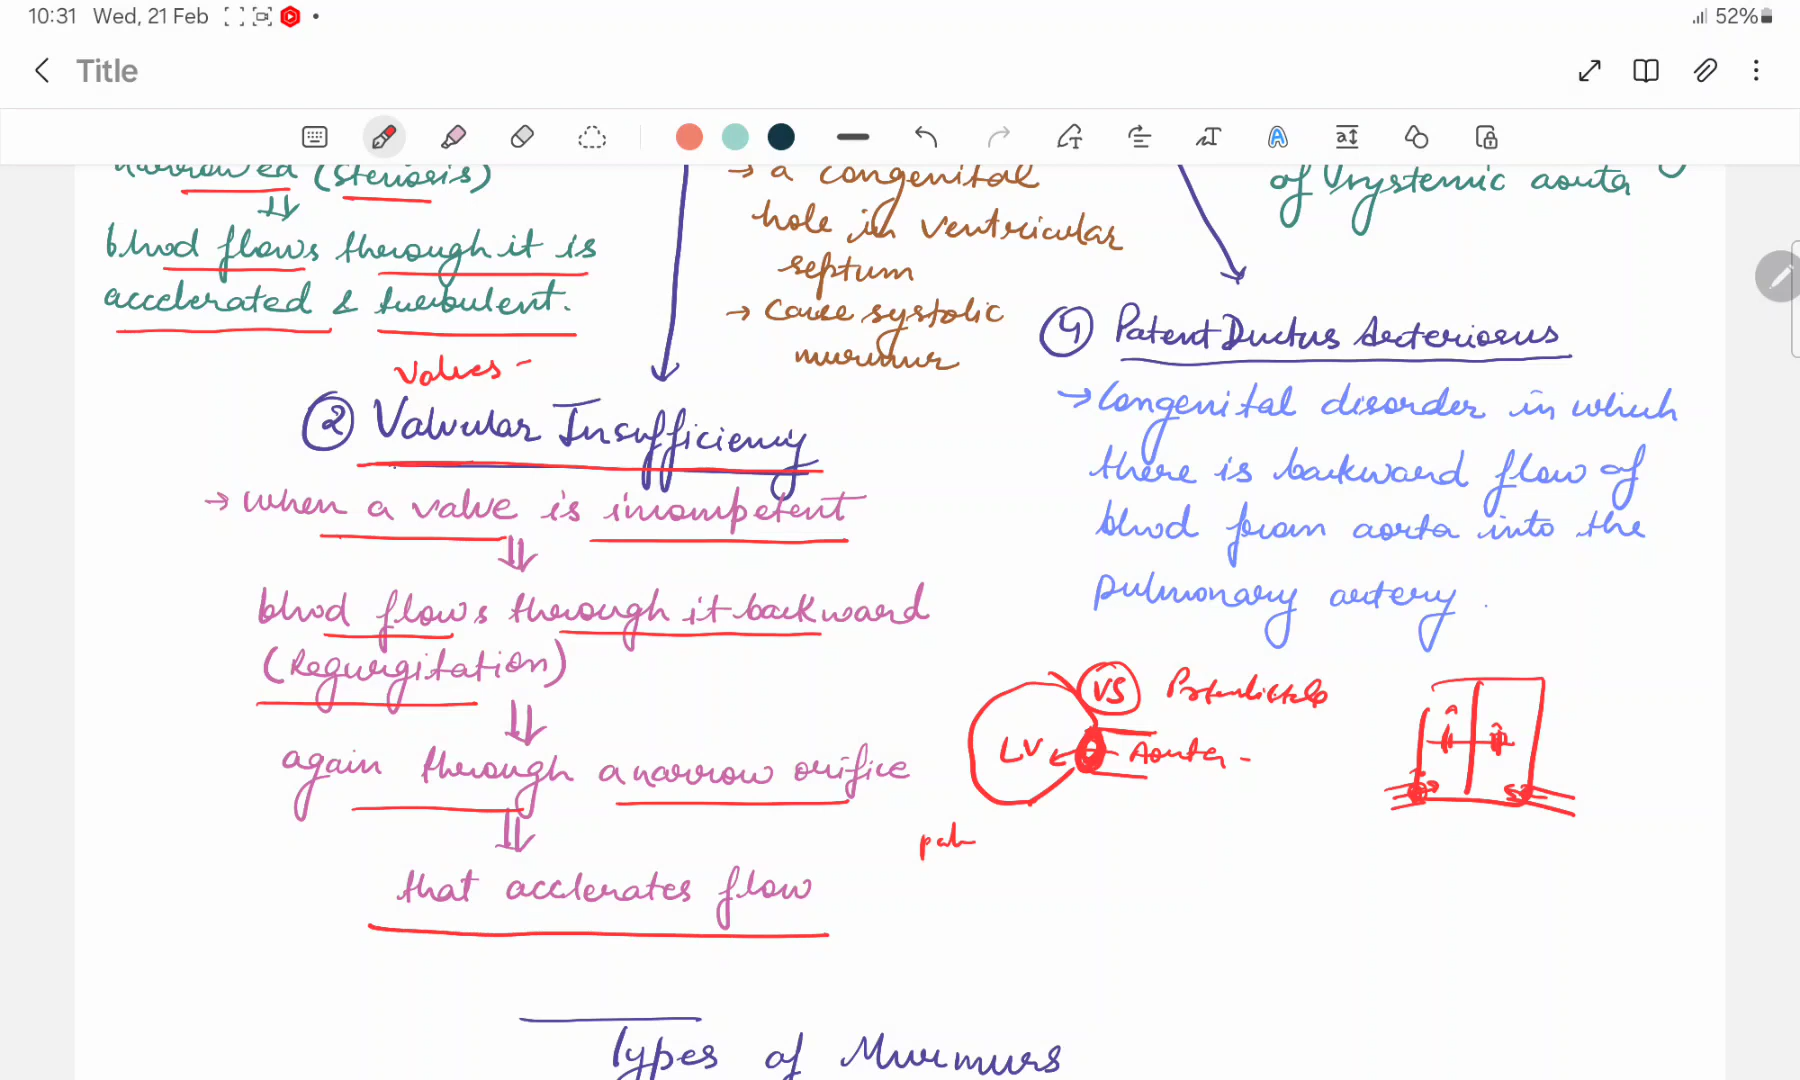 10:31 Wed, 21 Feb
52%
Title
narrowed (stenosis)
blood flows through it is
accelerated & turbulent.
Valves -
② Valvular Insufficiency
→ when a valve is incompetent
blood flows through it backward
(Regurgitation)
again through a narrow orifice
that acclerates flow
→ a congenital
hole in ventricular
septum
→ Cause systolic
murmur
of systemic aorta
④ Patent Ductus Arteriosus
→ Congenital disorder in which
there is backward flow of
blood from aorta into the
pulmonary artery.
VS
LV ← Aorta -
Types of Murmurs